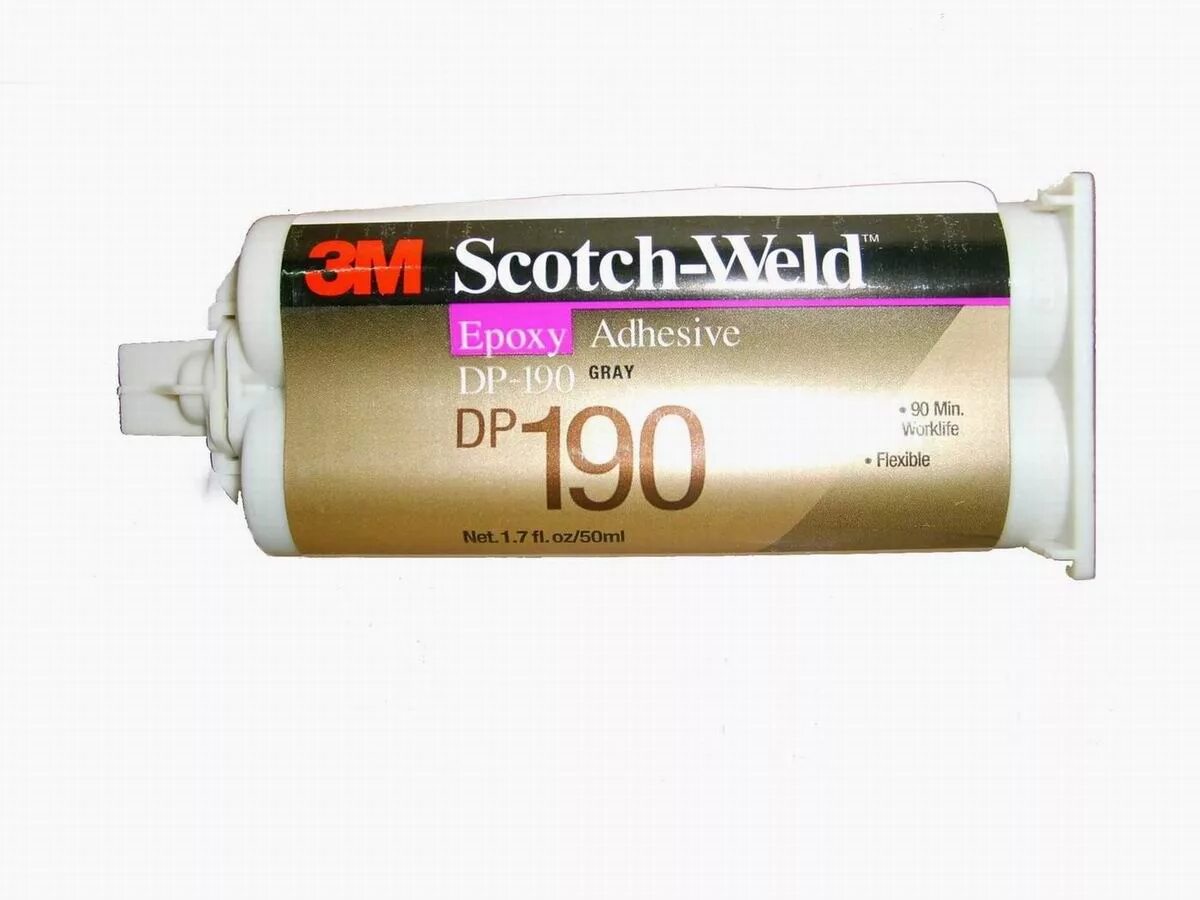 3M Scotch-Weld™
Epoxy Adhesive
DP-190 GRAY
DP190
• 90 Min.
Worklife
• Flexible
Net. 1.7 fl. oz/50ml